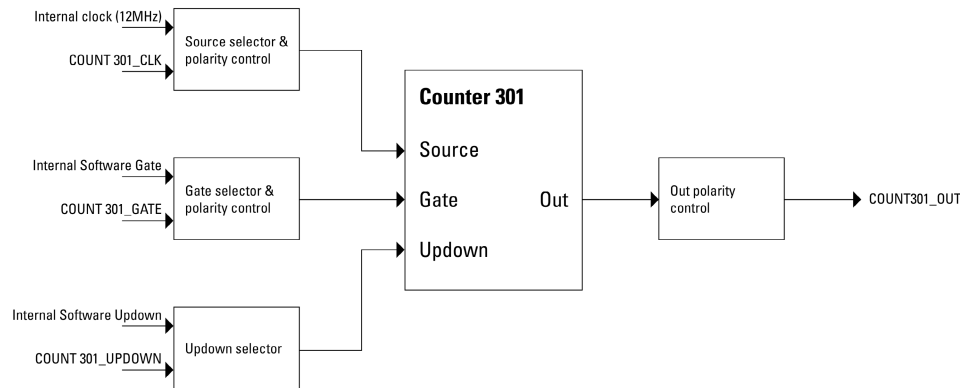 Internal clock (12MHz)
COUNT 301_CLK
Source selector &
polarity control
Counter 301
Source
Internal Software Gate
COUNT 301_GATE
Gate selector &
polarity control
Gate
Out
Out polarity
control
COUNT301_OUT
Updown
Internal Software Updown
COUNT 301_UPDOWN
Updown selector